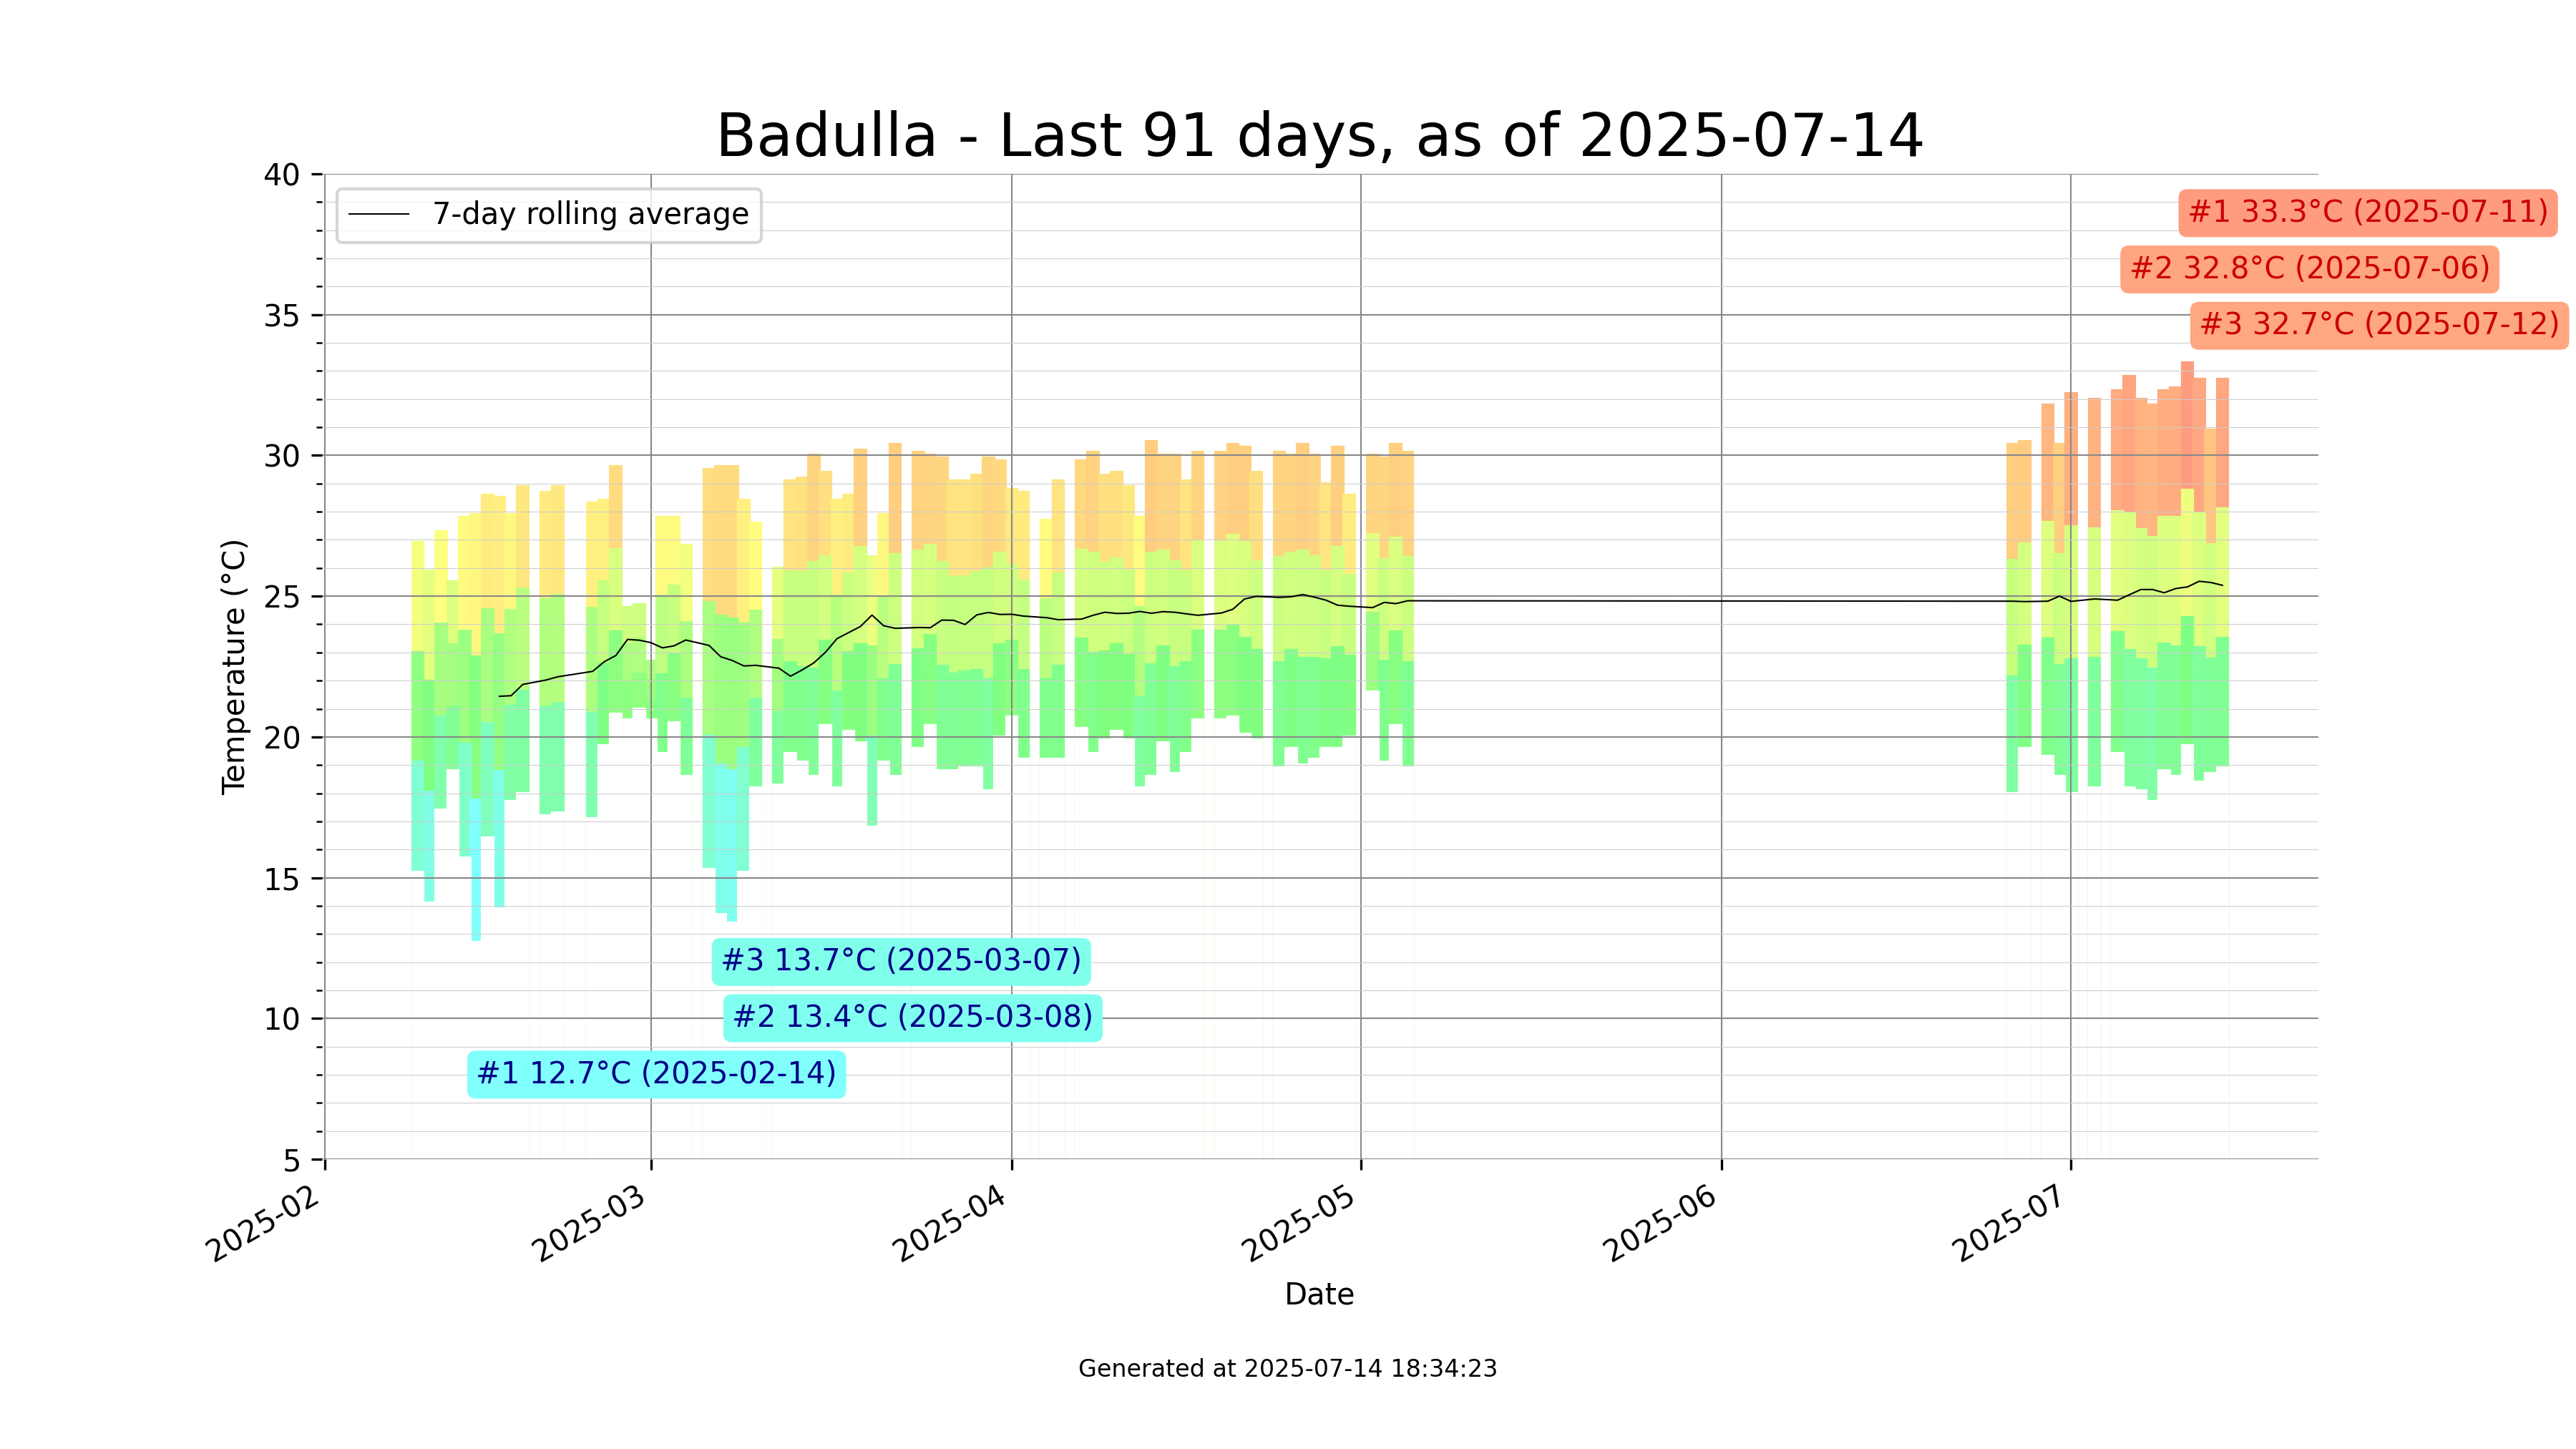 Badulla - Last 91 days, as of 2025-07-14
7-day rolling average
#1 33.3°C (2025-07-11)
#2 32.8°C (2025-07-06)
#3 32.7°C (2025-07-12)
Temperature (°C)
40
35
30
25
20
15
10
5
#3 13.7°C (2025-03-07)
#2 13.4°C (2025-03-08)
#1 12.7°C (2025-02-14)
2025-02
2025-03
2025-04
2025-05
2025-06
2025-07
Date
Generated at 2025-07-14 18:34:23